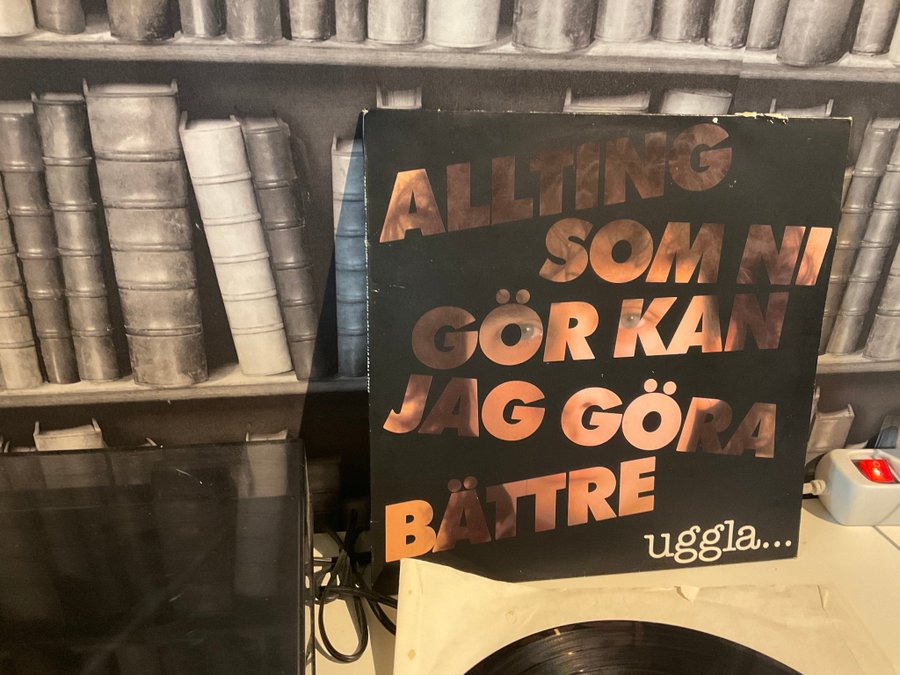 ALLTING
SOM NI
GÖR KAN
JAG GÖRA
BÄTTRE
uggla...